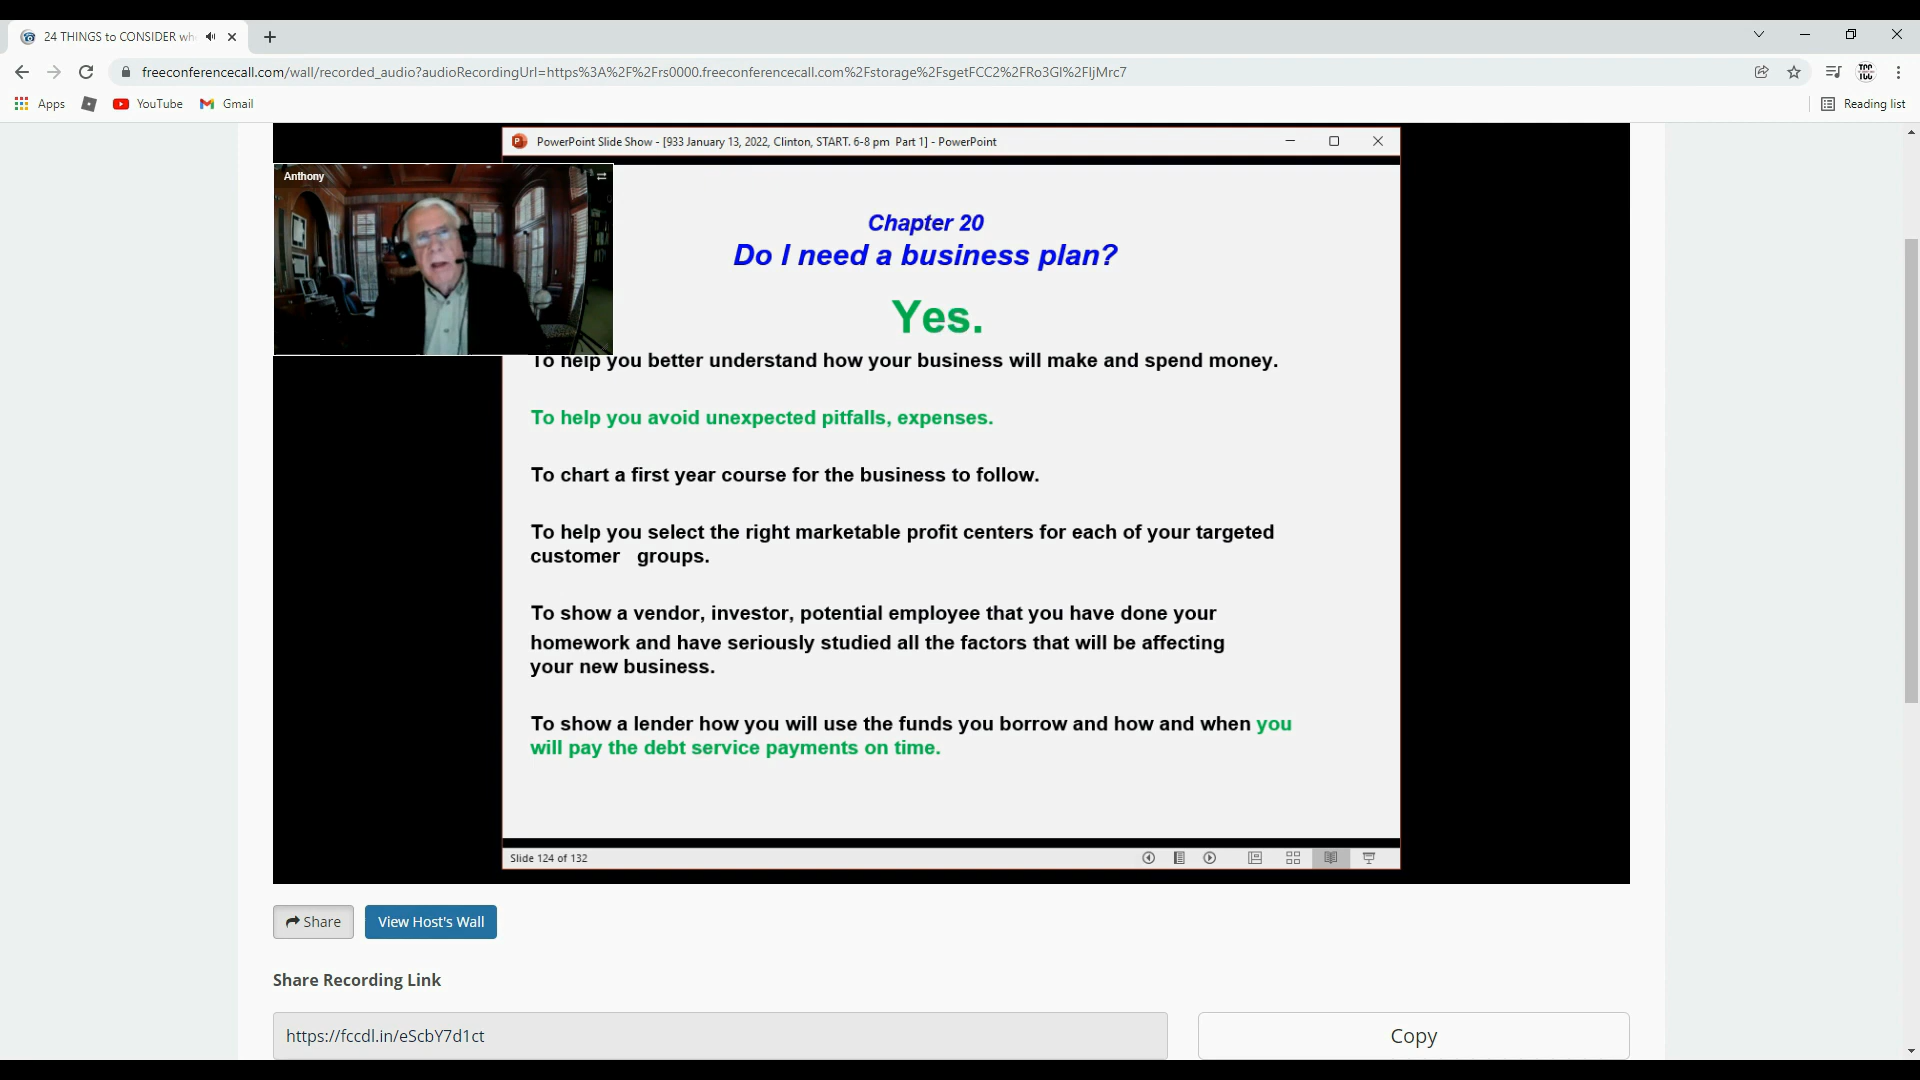 24 THINGS to CONSIDER wh
freeconferencecall.com/wall/recorded_audio?audioRecordingUrl=https%3A%2F%2Frs0000.freeconferencecall.com%2Fstorage%2FsgetFCC2%2FRo3GI%2FIjMrc7
Apps YouTube Gmail Reading list
PowerPoint Slide Show - [933 January 13, 2022, Clinton, START. 6-8 pm Part 1] - PowerPoint
Anthony
Chapter 20
Do I need a business plan?
Yes.
To help you better understand how your business will make and spend money.
To help you avoid unexpected pitfalls, expenses.
To chart a first year course for the business to follow.
To help you select the right marketable profit centers for each of your targeted
customer groups.
To show a vendor, investor, potential employee that you have done your
homework and have seriously studied all the factors that will be affecting
your new business.
To show a lender how you will use the funds you borrow and how and when you
will pay the debt service payments on time.
Slide 124 of 132
Share View Host's Wall
Share Recording Link
https://fccdl.in/eScbY7d1ct Copy